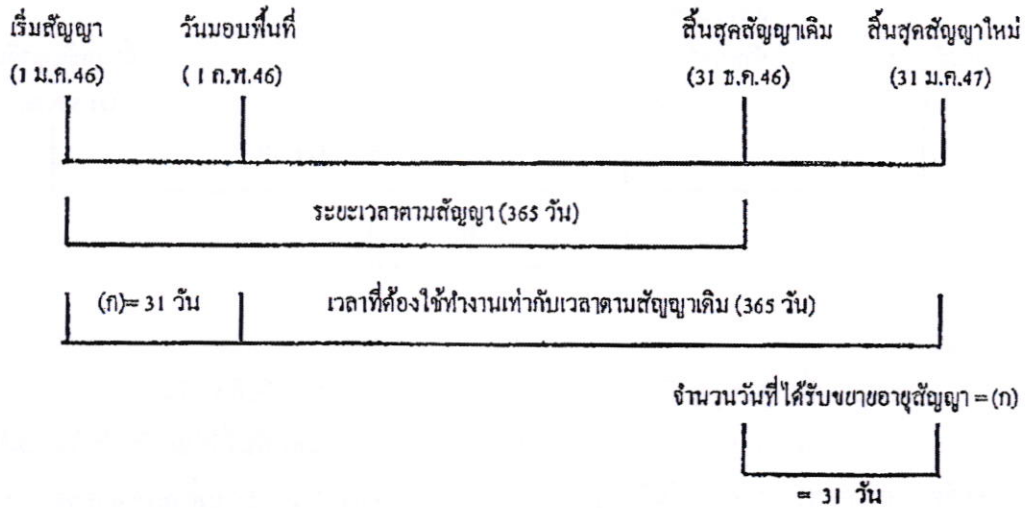 เริ่มสัญญา วันมอบพื้นที่ สิ้นสุดสัญญาเดิม สิ้นสุดสัญญาใหม่
(1 ม.ค.46) (1 ก.พ.46) (31 ธ.ค.46) (31 ม.ค.47)
ระยะเวลาตามสัญญา (365 วัน)
(ก)= 31 วัน เวลาที่ต้องใช้ทำงานเท่ากับเวลาตามสัญญาเดิม (365 วัน)
จำนวนวันที่ได้รับขยายอายุสัญญา = (ก)
= 31 วัน